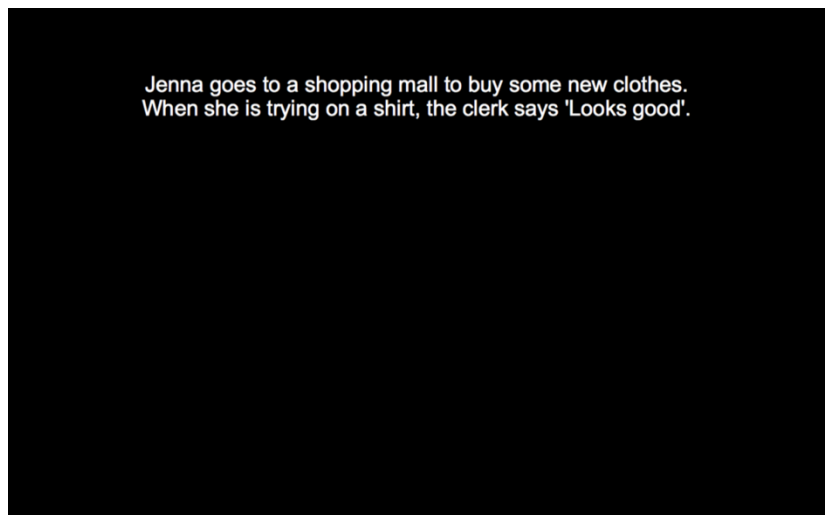 Jenna goes to a shopping mall to buy some new clothes.
When she is trying on a shirt, the clerk says 'Looks good'.